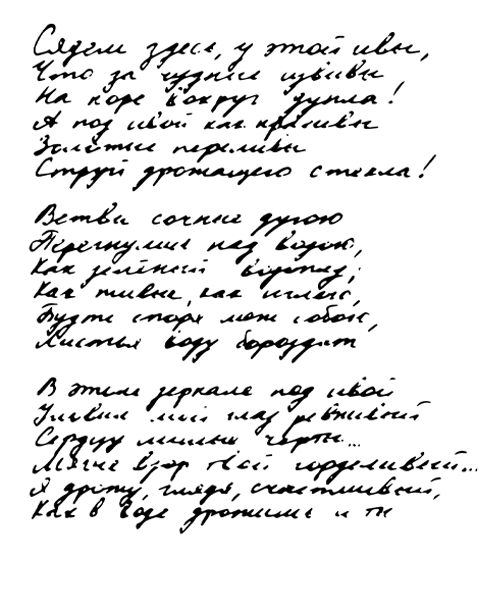 Сядем здесь, у этой ивы,
Что за чудные извивы
На коре вокруг дупла!
А под ивой как красивы
Золотые переливы
Струй дрожащего стекла!

Ветви сочные дугою
Перегнулись над водою,
Как зелёный водопад;
Как живые, как иглою,
Будто споря меж собою,
Листья воду бороздят

В этом зеркале под ивой
Уловил мой глаз ревнивый
Сердцу милые черты...
Мягче взор твой горделивый...
Я дрожу, глядя, счастливый,
Как в воде дрожишь и ты